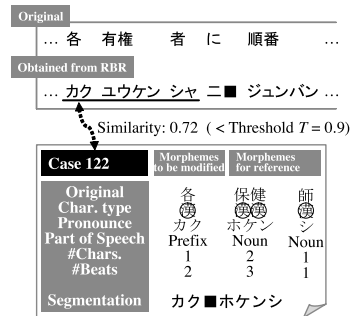 Original
… 各 有権 者 に 順番 …
Obtained from RBR
… カク ユウケン シャ ニ■ ジュンバン …
Similarity: 0.72 ( < Threshold T = 0.9)
Case 122 Morphemes to be modified Morphemes for reference
Original 各 保健 師
Char. type 漢 漢漢 漢
Pronounce カク ホケン シ
Part of Speech Prefix Noun Noun
#Chars. 1 2 1
#Beats 2 3 1
Segmentation カク■ホケンシ